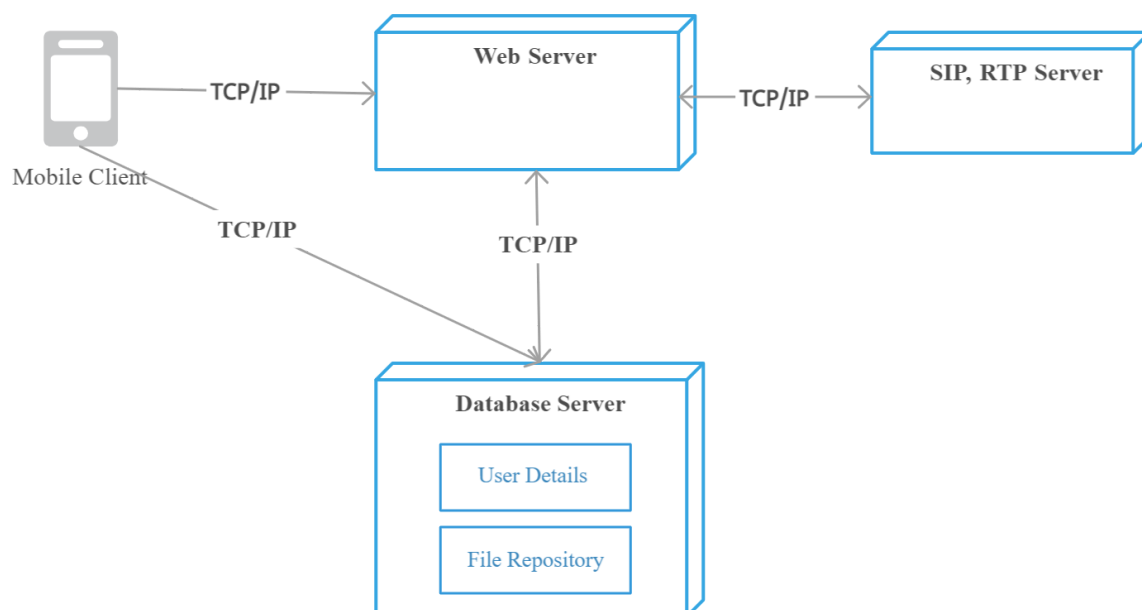 Web Server
SIP, RTP Server
TCP/IP
TCP/IP
Mobile Client
TCP/IP
TCP/IP
Database Server
User Details
File Repository